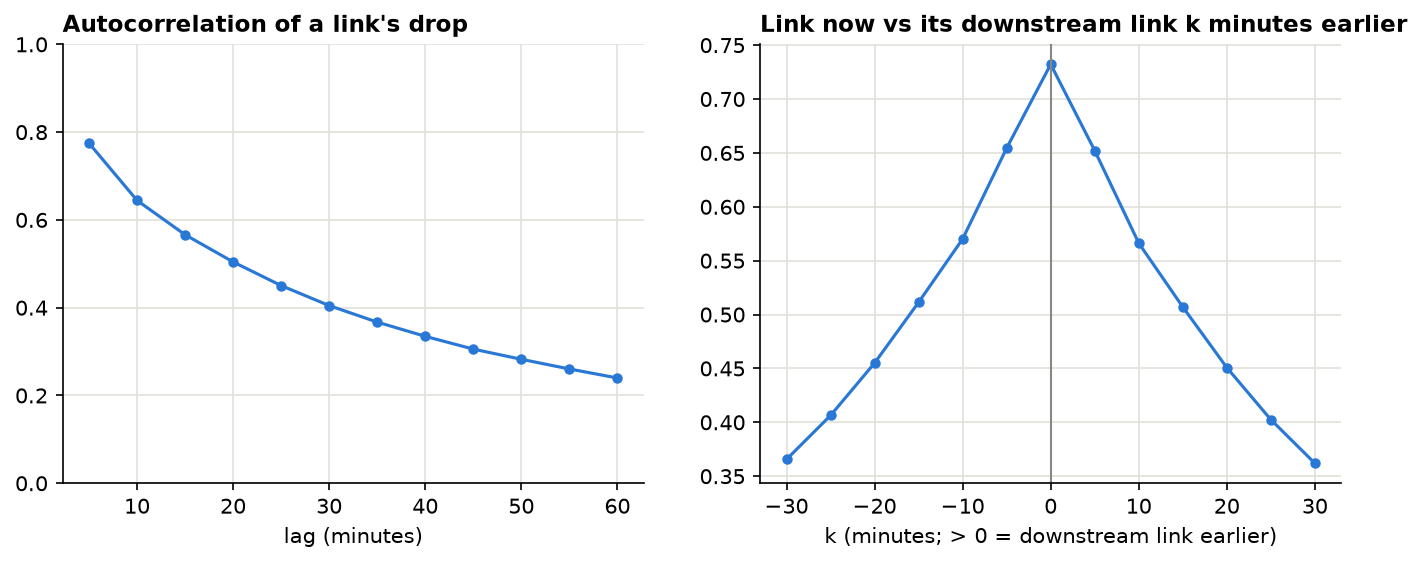 Autocorrelation of a link's drop
1.0
0.8
0.6
0.4
0.2
0.0
10 20 30 40 50 60
lag (minutes)
Link now vs its downstream link k minutes earlier
0.75
0.70
0.65
0.60
0.55
0.50
0.45
0.40
0.35
−30 −20 −10 0 10 20 30
k (minutes; > 0 = downstream link earlier)